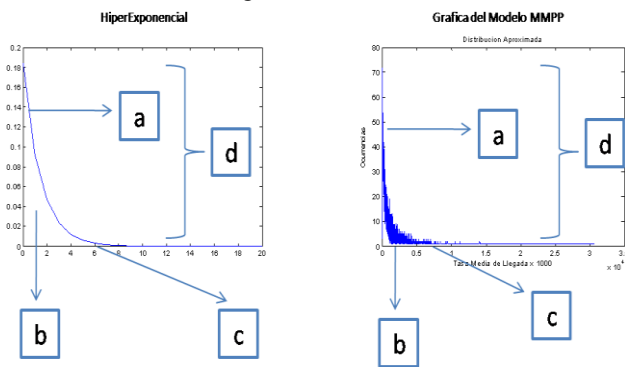 HiperExponencial
0.2
0.18
0.16
0.14
0.12
0.1
0.08
0.06
0.04
0.02
0
0 2 4 6 8 10 12 14 16 18 20
a
d
b
c
Grafica del Modelo MMPP
Distribucion Aproximada
80
70
60
50
40
30
20
10
0
Ocurrencias
0 0.5 1 1.5 2 2.5 3 3.5
x 10
Tasa Media de Llegada x 1000
a
d
b
c